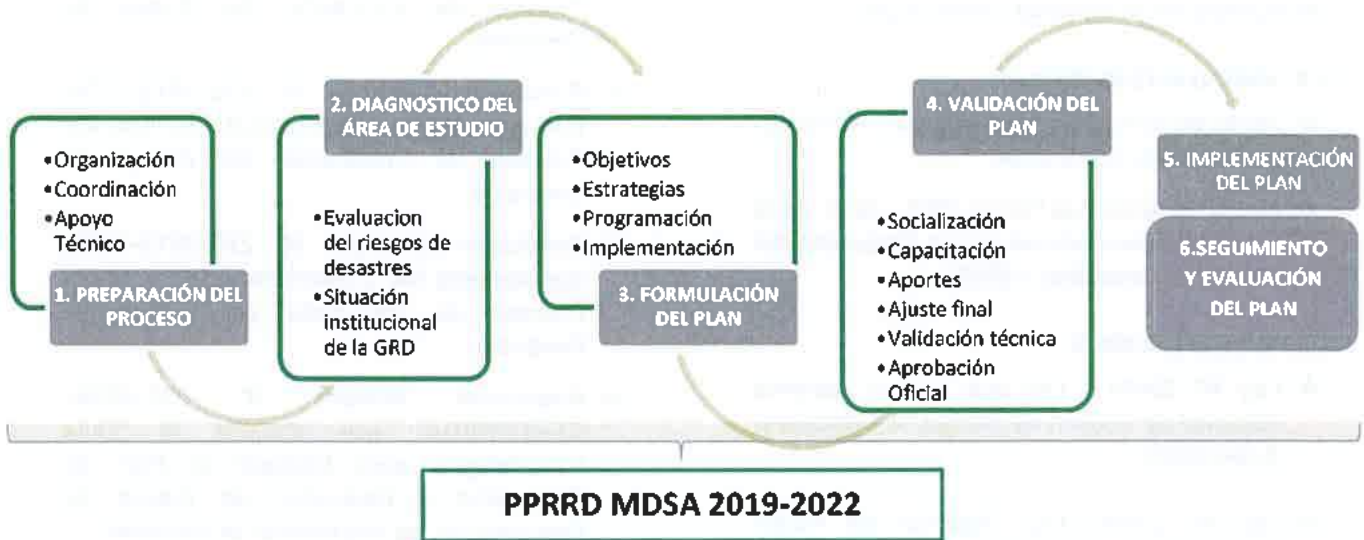 •Organización
•Coordinación
•Apoyo
Técnico
1. PREPARACIÓN DEL
PROCESO
2. DIAGNOSTICO DEL
ÁREA DE ESTUDIO
•Evaluacion
del riesgos de
desastres
•Situación
institucional
de la GRD
•Objetivos
•Estrategias
•Programación
•Implementación
3. FORMULACIÓN
DEL PLAN
4. VALIDACIÓN DEL
PLAN
•Socialización
•Capacitación
•Aportes
•Ajuste final
•Validación técnica
•Aprobación
Oficial
5. IMPLEMENTACIÓN
DEL PLAN
6.SEGUIMIENTO
Y EVALUACIÓN
DEL PLAN
PPRRD MDSA 2019-2022